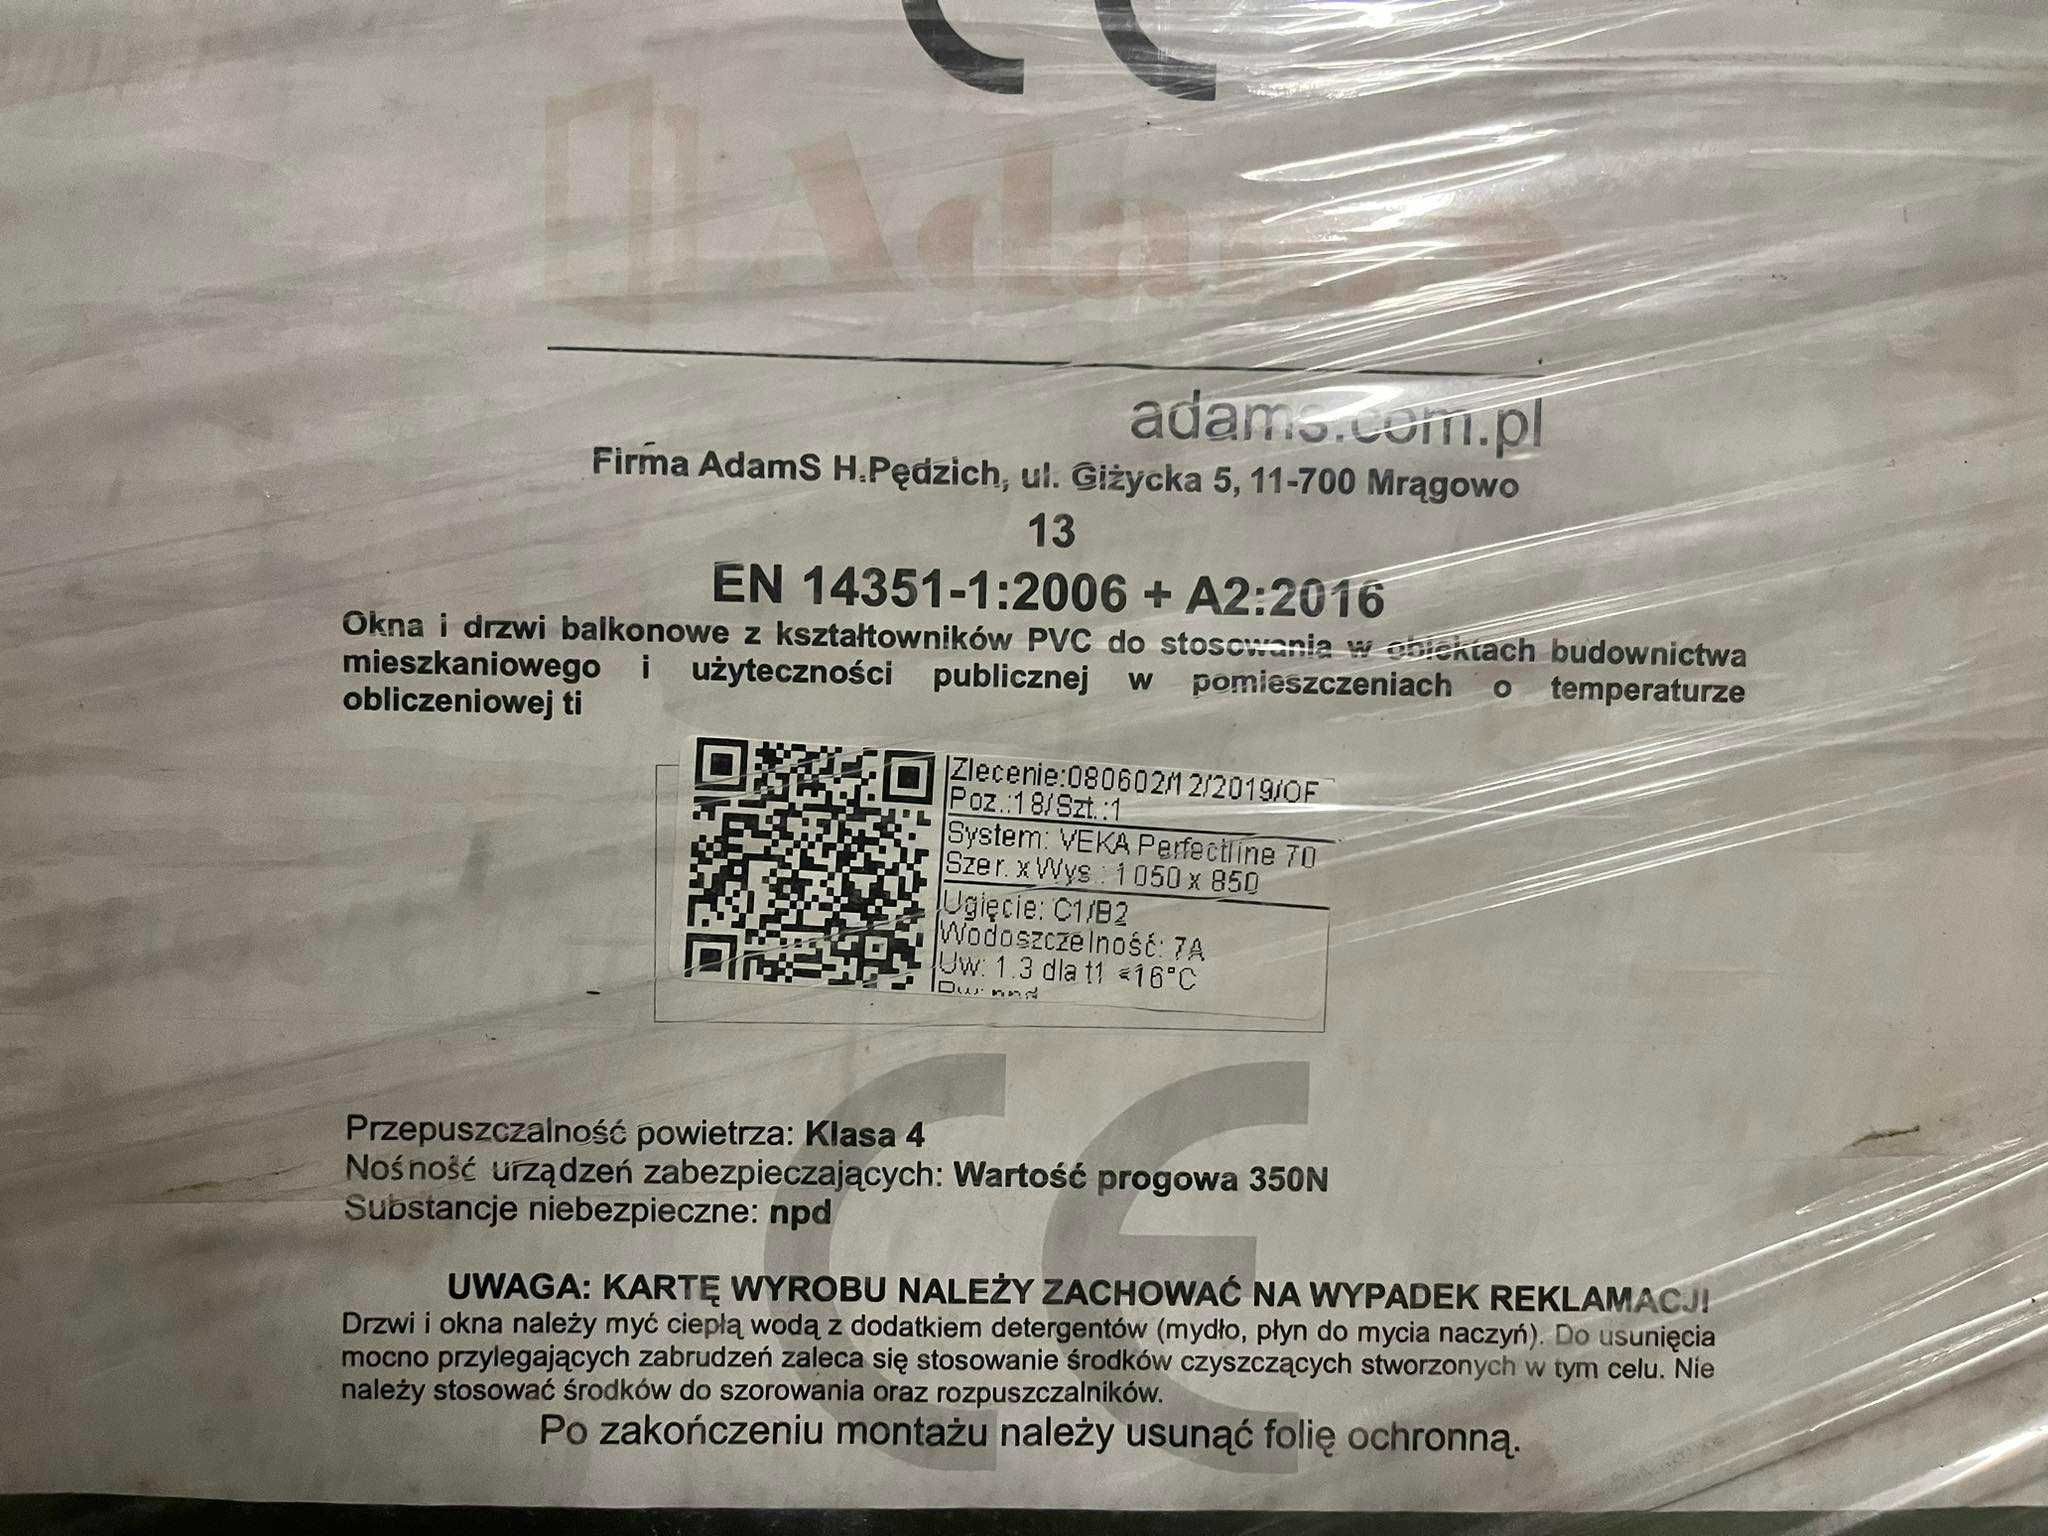 CE
AdamS
adams.com.pl
Firma AdamS H.Pędzich, ul. Giżycka 5, 11-700 Mrągowo
13
EN 14351-1:2006 + A2:2016
Okna i drzwi balkonowe z kształtowników PVC do stosowania w obiektach budownictwa
mieszkaniowego i użyteczności publicznej w pomieszczeniach o temperaturze
obliczeniowej ti
Zlecenie:080602/12/2019/OF
Poz.:18/Szt.:1
System: VEKA Perfectline 70
Szer. x Wys.: 1050 x 850
Ugięcie: C1/B2
Wodoszczelność: 7A
Uw: 1.3 dla t1 ≤16°C
CE
Przepuszczalność powietrza: Klasa 4
Nośność urządzeń zabezpieczających: Wartość progowa 350N
Substancje niebezpieczne: npd
UWAGA: KARTĘ WYROBU NALEŻY ZACHOWAĆ NA WYPADEK REKLAMACJI
Drzwi i okna należy myć ciepłą wodą z dodatkiem detergentów (mydło, płyn do mycia naczyń). Do usunięcia
mocno przylegających zabrudzeń zaleca się stosowanie środków czyszczących stworzonych w tym celu. Nie
należy stosować środków do szorowania oraz rozpuszczalników.
Po zakończeniu montażu należy usunąć folię ochronną.